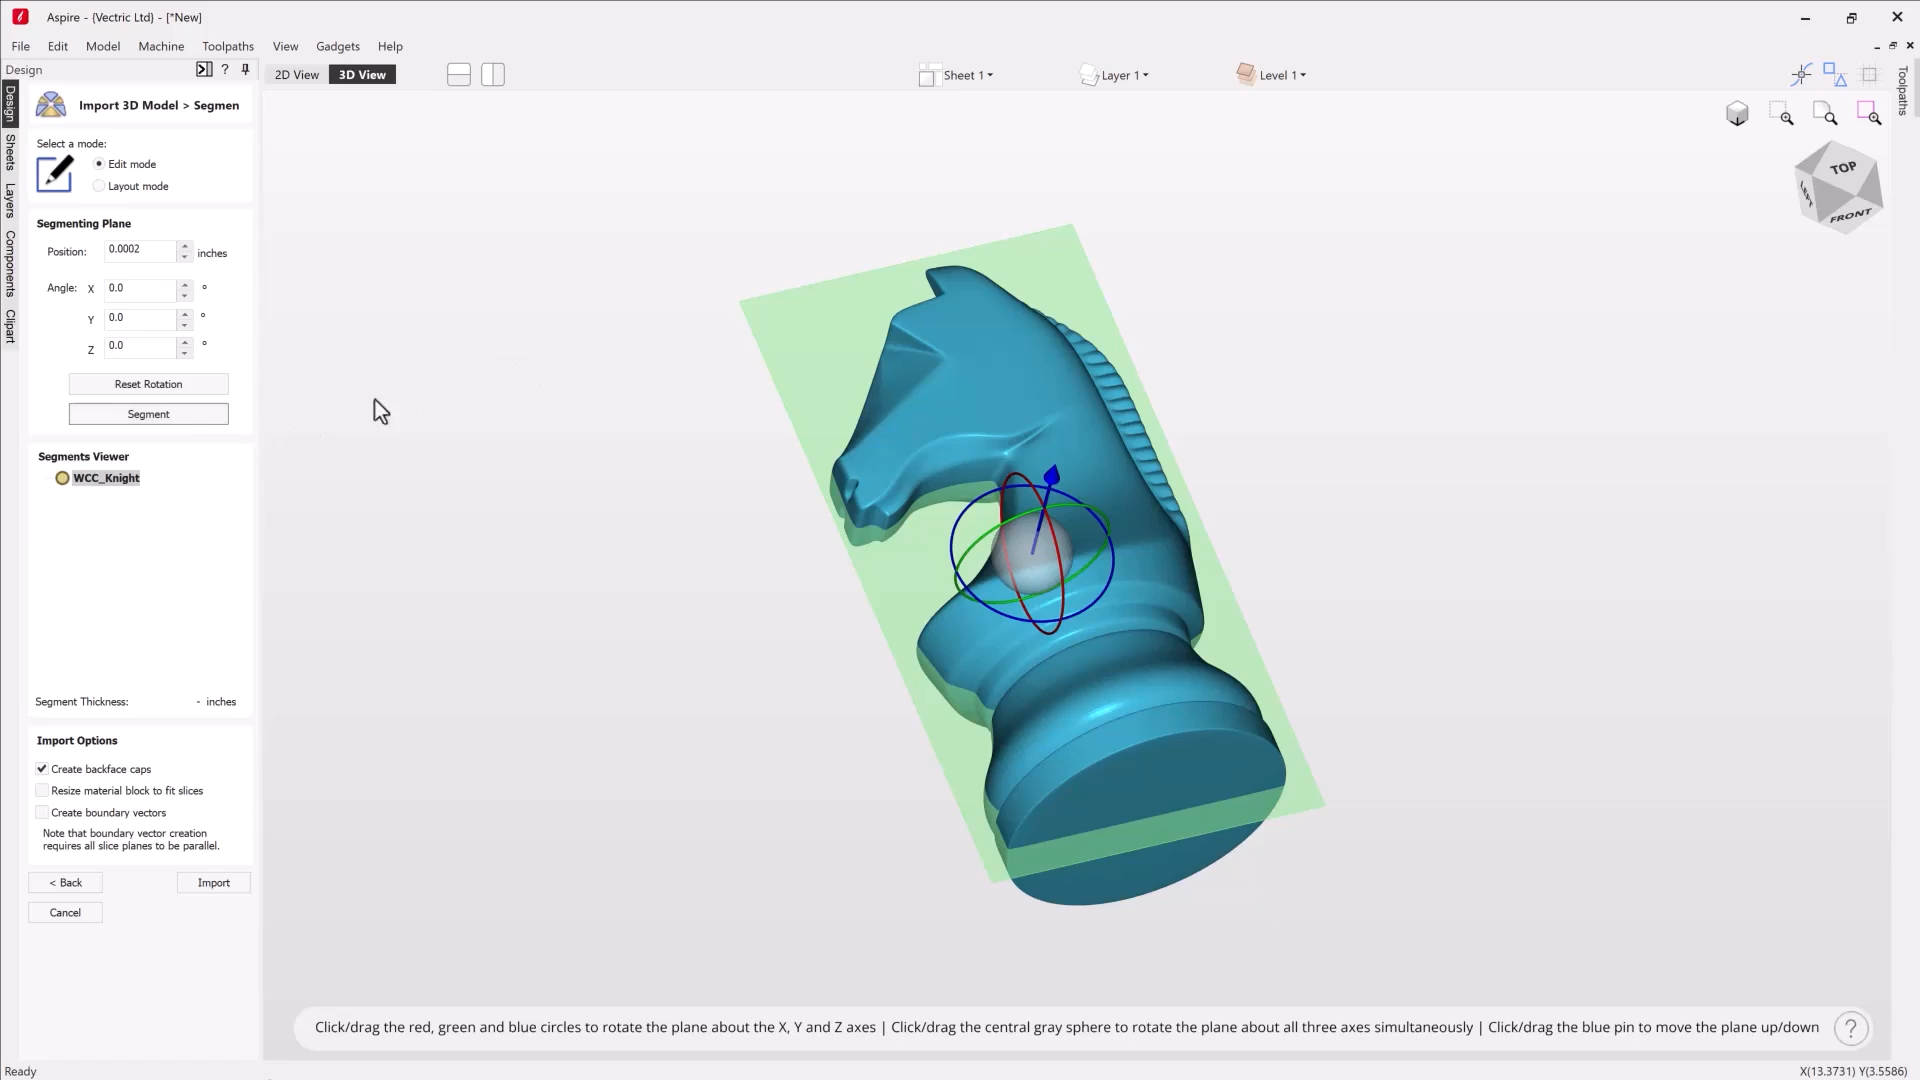 Aspire - {Vectric Ltd} - [*New]
File Edit Model Machine Toolpaths View Gadgets Help
Design ?
2D View 3D View Sheet 1 Layer 1 Level 1
Toolpaths
Design
Sheets
Layers
Components
Clipart
Import 3D Model > Segmen
Select a mode:
Edit mode
Layout mode
Segmenting Plane
Position: 0.0002 inches
Angle: X 0.0 °
Y 0.0 °
Z 0.0 °
Reset Rotation
Segment
Segments Viewer
WCC_Knight
Segment Thickness: - inches
Import Options
Create backface caps
Resize material block to fit slices
Create boundary vectors
Note that boundary vector creation
requires all slice planes to be parallel.
< Back Import
Cancel
TOP
LEFT
FRONT
Click/drag the red, green and blue circles to rotate the plane about the X, Y and Z axes | Click/drag the central gray sphere to rotate the plane about all three axes simultaneously | Click/drag the blue pin to move the plane up/down ?
Ready X(13.3731) Y(3.5586)